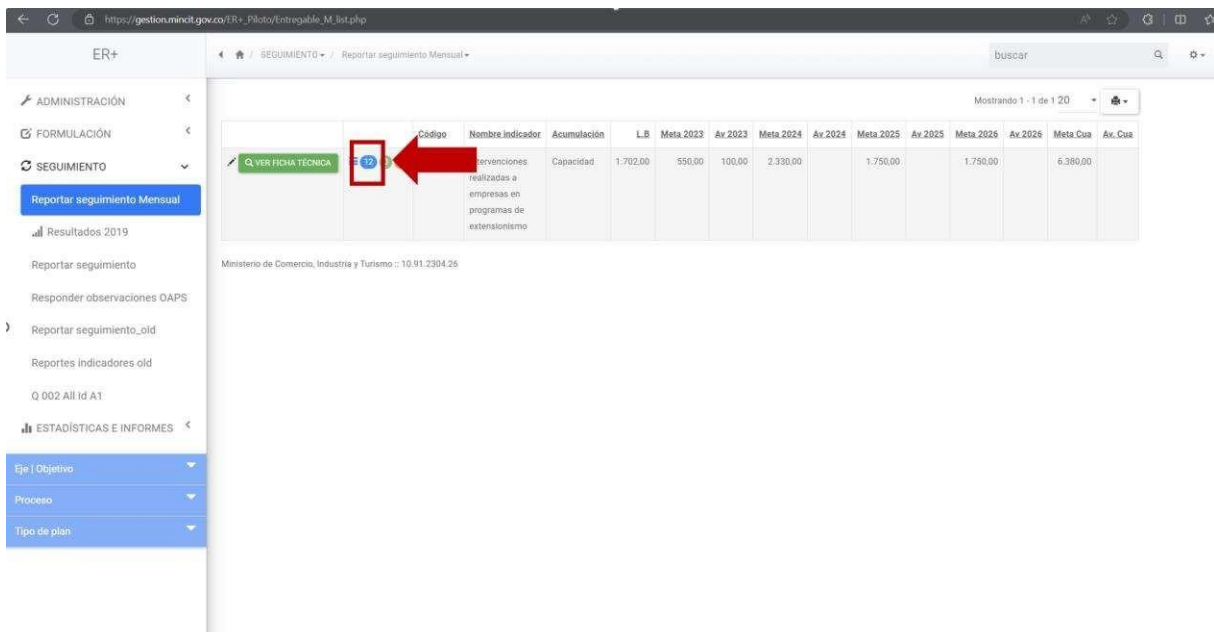 https://gestion.mincit.gov.co/ER+_Piloto/Entregable_M_list.php
ER+
/ SEGUIMIENTO / Reportar seguimiento Mensual
buscar
ADMINISTRACIÓN
FORMULACIÓN
SEGUIMIENTO
Reportar seguimiento Mensual
Resultados 2019
Reportar seguimiento
Responder observaciones OAPS
Reportar seguimiento_old
Reportes indicadores old
Q 002 All Id A1
ESTADÍSTICAS E INFORMES
Eje | Objetivo
Proceso
Tipo de plan
Mostrando 1 - 1 de 1 20
Código Nombre indicador Acumulación L.B Meta 2023 Av 2023 Meta 2024 Av 2024 Meta 2025 Av 2025 Meta 2026 Av 2026 Meta Cua Av. Cua
VER FICHA TÉCNICA 12 Capacidad 1.702,00 550,00 100,00 2.330,00 1.750,00 1.750,00 6.380,00
realizadas a
empresas en
programas de
extensionismo
Ministerio de Comercio, Industria y Turismo :: 10.91.2304.26